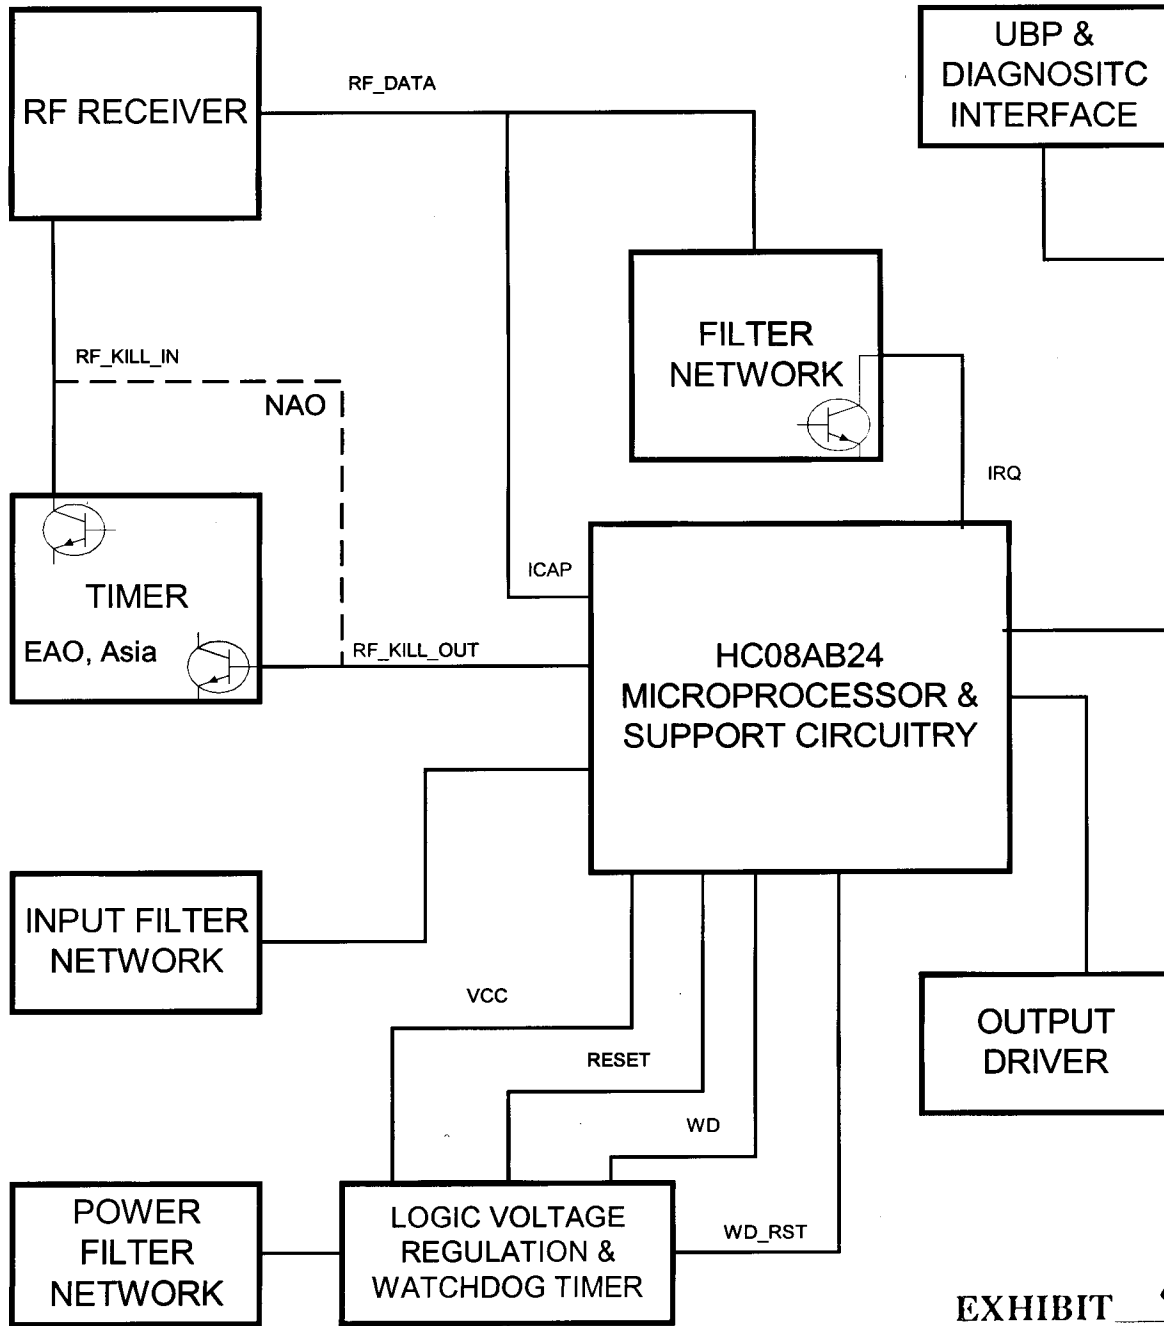 RF RECEIVER
RF_DATA
UBP &
DIAGNOSITC
INTERFACE
FILTER
NETWORK
RF_KILL_IN
NAO
IRQ
TIMER
EAO, Asia
ICAP
RF_KILL_OUT
HC08AB24
MICROPROCESSOR &
SUPPORT CIRCUITRY
INPUT FILTER
NETWORK
VCC
RESET
WD
OUTPUT
DRIVER
POWER
FILTER
NETWORK
LOGIC VOLTAGE
REGULATION &
WATCHDOG TIMER
WD_RST
EXHIBIT